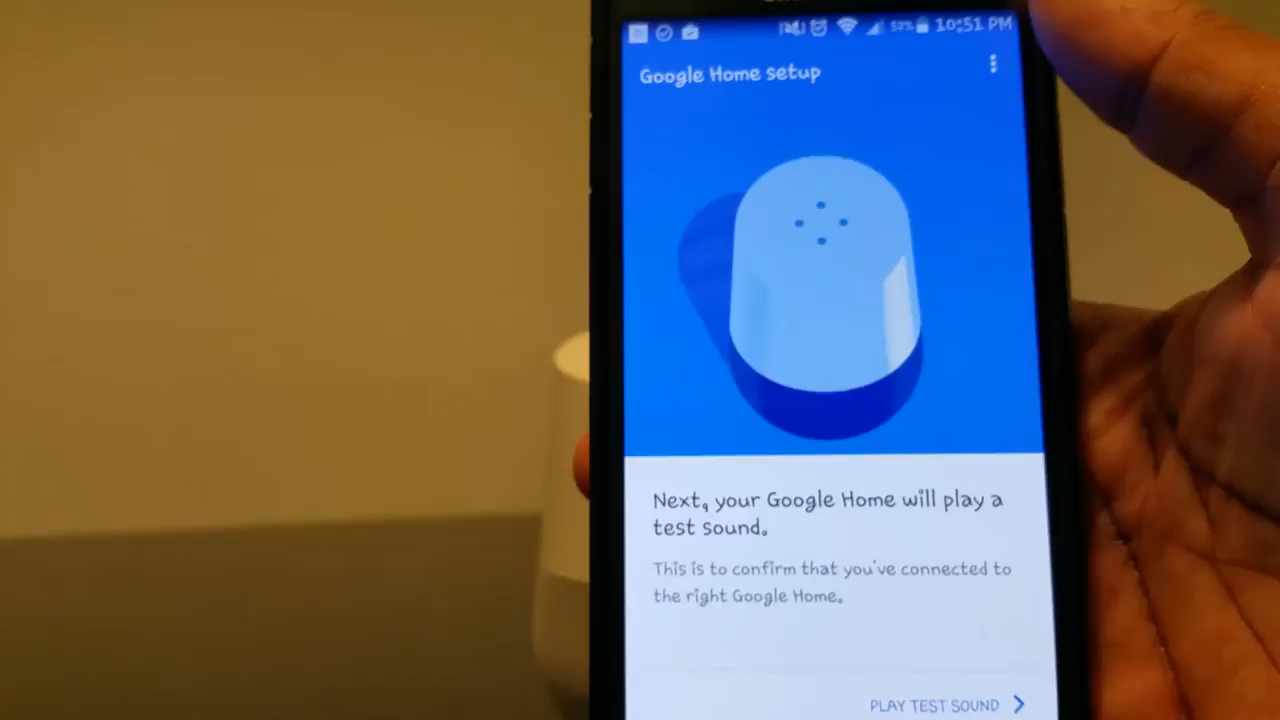 53% 10:51 PM
Google Home setup
Next, your Google Home will play a
test sound.
This is to confirm that you've connected to
the right Google Home.
PLAY TEST SOUND